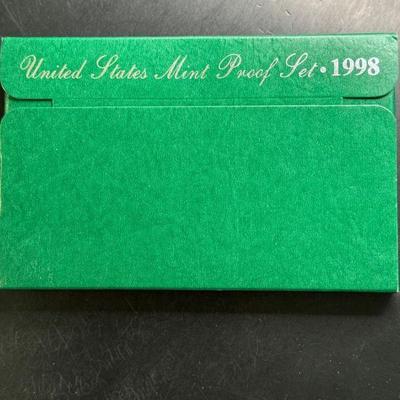 United States Mint Proof Set • 1998